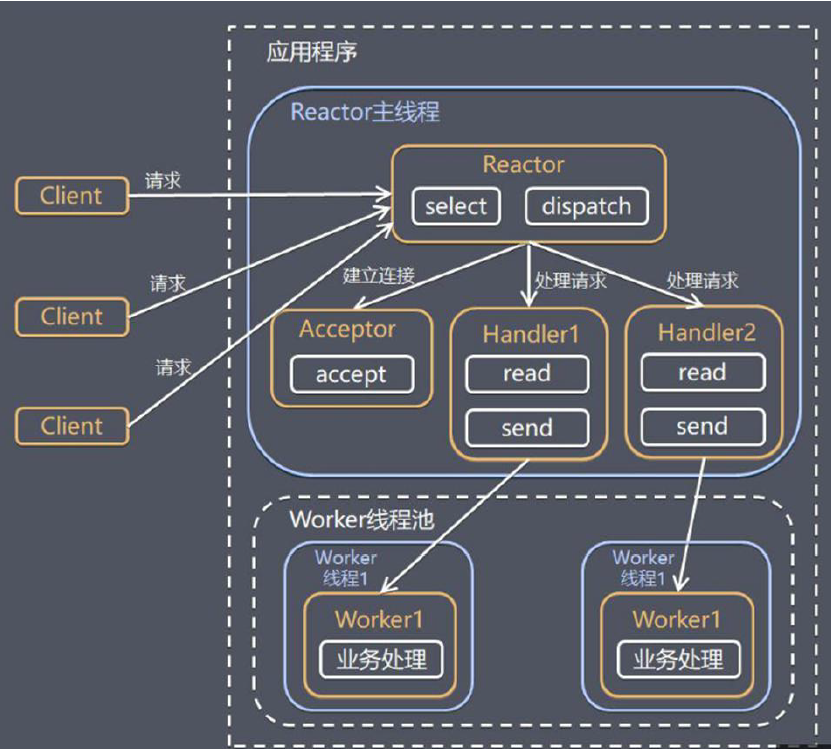 应用程序
Reactor主线程
Reactor
select
dispatch
Client
请求
Client
请求
Client
请求
建立连接
处理请求
处理请求
Acceptor
accept
Handler1
read
send
Handler2
read
send
Worker线程池
Worker
线程1
Worker1
业务处理
Worker
线程1
Worker1
业务处理